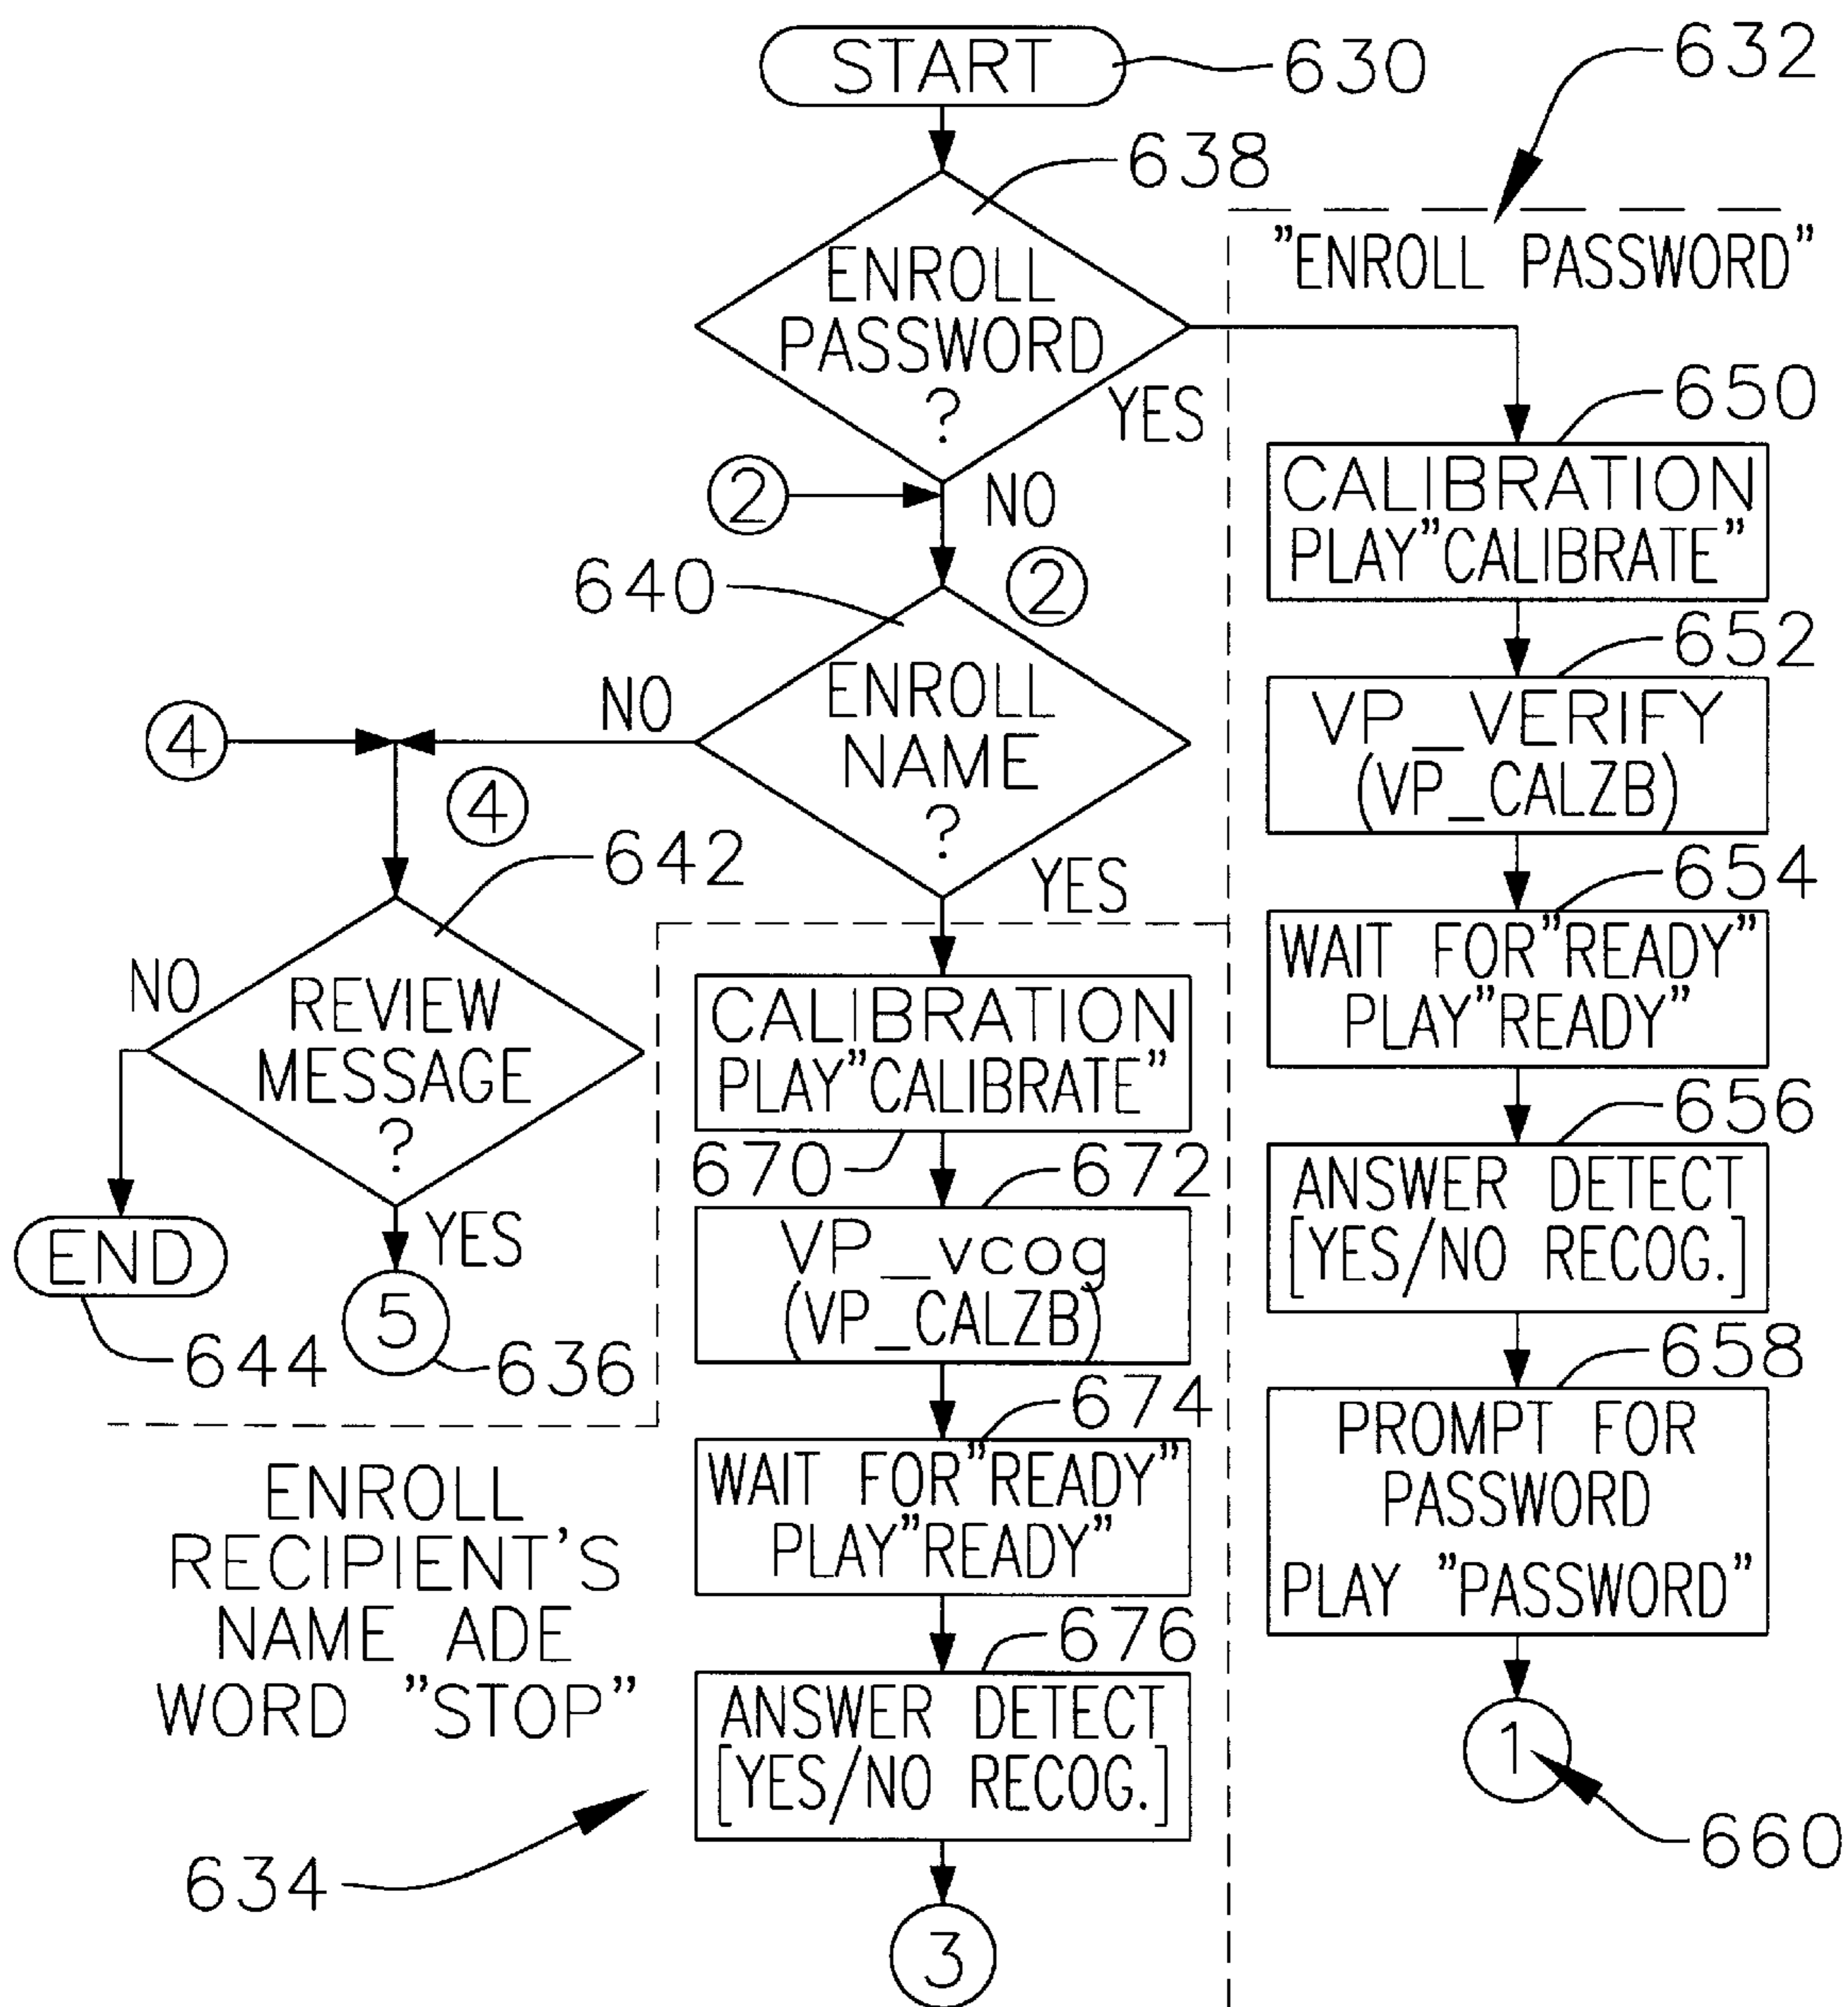 START
630
632
638
"ENROLL PASSWORD"
ENROLL
PASSWORD
?
YES
NO
2
2
650
CALIBRATION
PLAY"CALIBRATE"
640
652
VP_VERIFY
(VP_CALZB)
ENROLL
NAME
?
NO
YES
4
4
642
654
WAIT FOR"READY"
PLAY"READY"
NO
REVIEW
MESSAGE
?
YES
END
644
5
636
CALIBRATION
PLAY"CALIBRATE"
670
672
VP_vcog
(VP_CALZB)
656
ANSWER DETECT
[YES/NO RECOG.]
658
PROMPT FOR
PASSWORD
PLAY "PASSWORD"
674
WAIT FOR"READY"
PLAY"READY"
ENROLL
RECIPIENT'S
NAME ADE
WORD "STOP"
676
ANSWER DETECT
[YES/NO RECOG.]
1
660
634
3